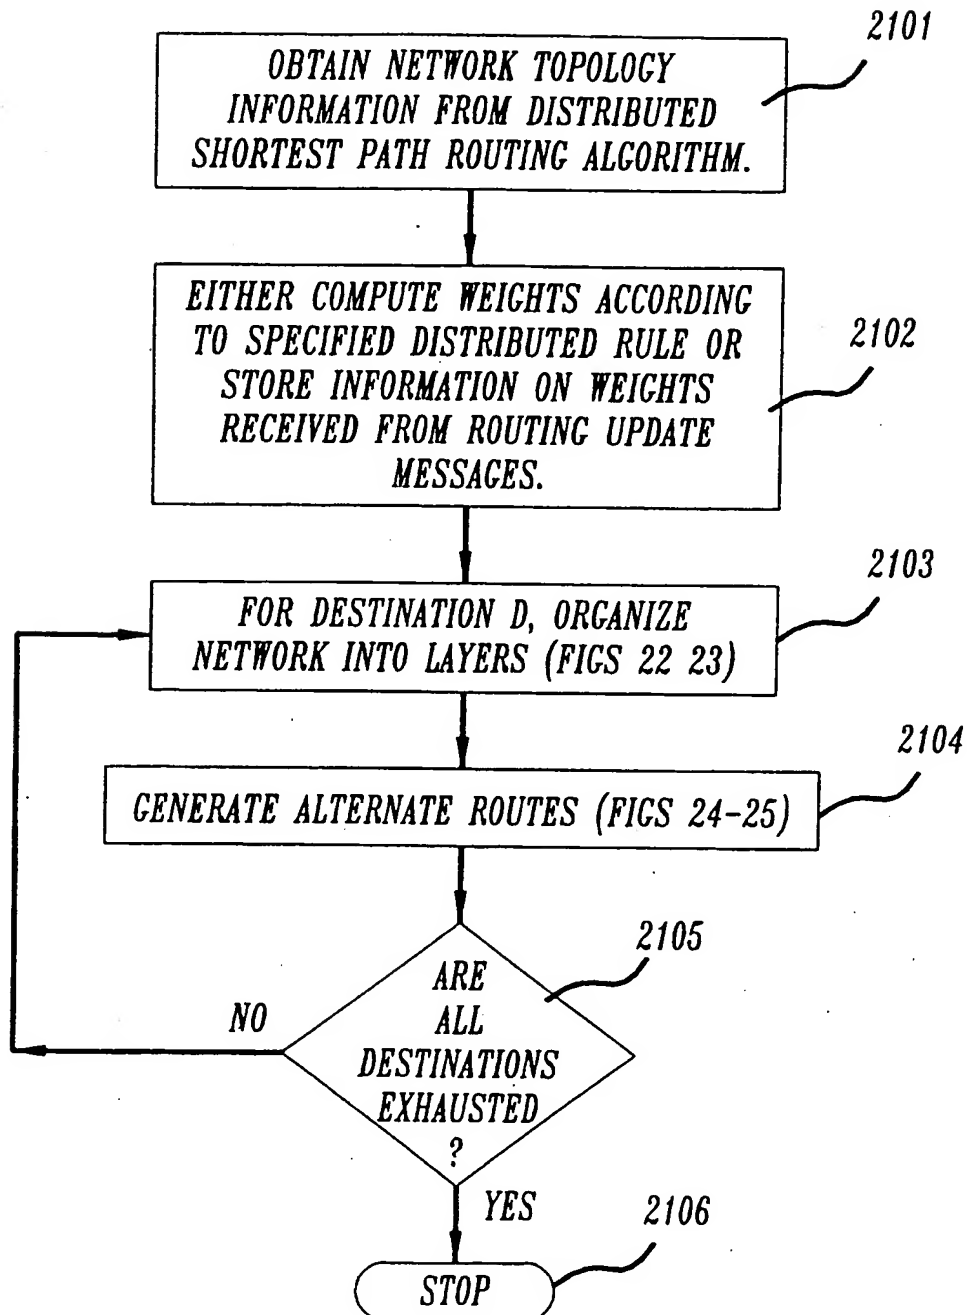 2101
OBTAIN NETWORK TOPOLOGY
INFORMATION FROM DISTRIBUTED
SHORTEST PATH ROUTING ALGORITHM.
EITHER COMPUTE WEIGHTS ACCORDING
TO SPECIFIED DISTRIBUTED RULE OR
STORE INFORMATION ON WEIGHTS
RECEIVED FROM ROUTING UPDATE
MESSAGES.
2102
2103
FOR DESTINATION D, ORGANIZE
NETWORK INTO LAYERS (FIGS 22 23)
2104
GENERATE ALTERNATE ROUTES (FIGS 24-25)
2105
ARE
ALL
DESTINATIONS
EXHAUSTED
?
NO
YES
2106
STOP